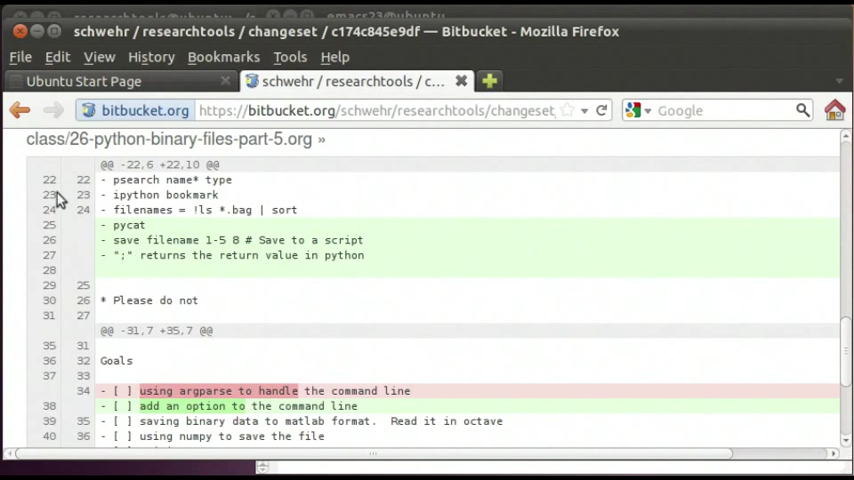 researchtools@ubuntu
emacs23@ubuntu
schwehr / researchtools / changeset / c174c845e9df — Bitbucket - Mozilla Firefox
File Edit View History Bookmarks Tools Help
Ubuntu Start Page
schwehr / researchtools / c...
bitbucket.org https://bitbucket.org/schwehr/researchtools/changeset, Google
class/26-python-binary-files-part-5.org »
@@ -22,6 +22,10 @@
22 22 - psearch name* type
23 23 - ipython bookmark
24 24 - filenames = !ls *.bag | sort
25 - pycat
26 - save filename 1-5 8 # Save to a script
27 - ";" returns the return value in python
28
29 25
30 26 * Please do not
31 27
@@ -31,7 +35,7 @@
35 31
36 32 Goals
37 33
34 - [ ] using argparse to handle the command line
38 - [ ] add an option to the command line
39 35 - [ ] saving binary data to matlab format. Read it in octave
40 36 - [ ] using numpy to save the file